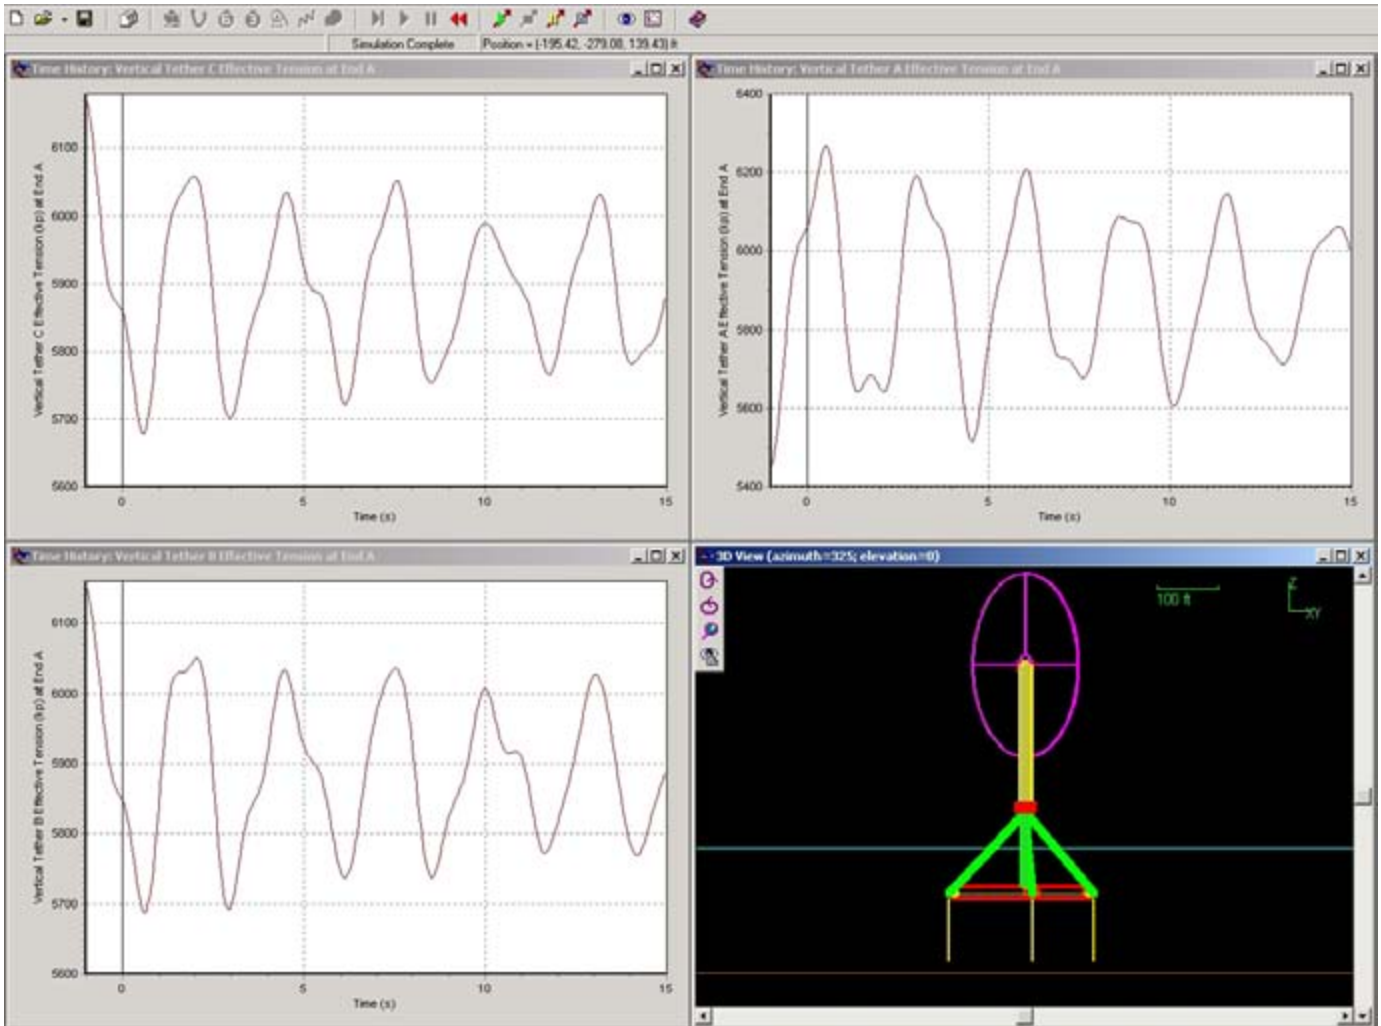 Simulation Complete
Position = (-195.42, -279.08, 139.43) ft
Time History: Vertical Tether C Effective Tension at End A
Vertical Tether C Effective Tension (kp) at End A
6100
6000
5900
5800
5700
5600
0
5
10
15
Time (s)
Time History: Vertical Tether A Effective Tension at End A
Vertical Tether A Effective Tension (kp) at End A
6400
6200
6000
5800
5600
5400
0
5
10
15
Time (s)
Time History: Vertical Tether B Effective Tension at End A
Vertical Tether B Effective Tension (kp) at End A
6100
6000
5900
5800
5700
5600
0
5
10
15
Time (s)
3D View (azimuth=325; elevation=0)
100 ft
Z
XY